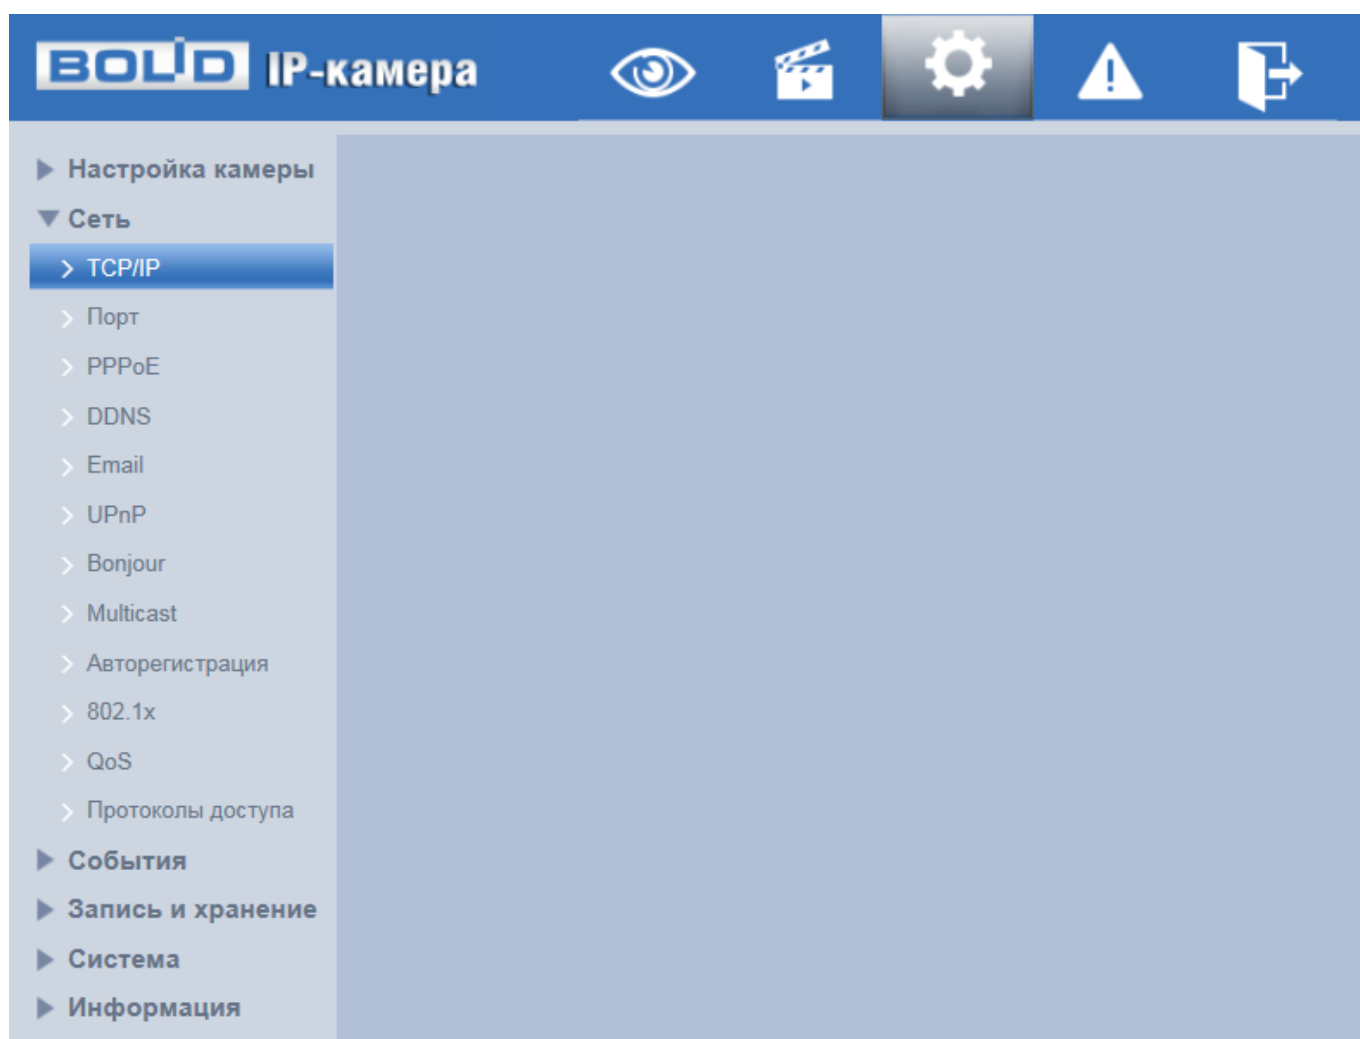 BOLID IP-камера
Настройка камеры
Сеть
TCP/IP
Порт
PPPoE
DDNS
Email
UPnP
Bonjour
Multicast
Авторегистрация
802.1x
QoS
Протоколы доступа
События
Запись и хранение
Система
Информация